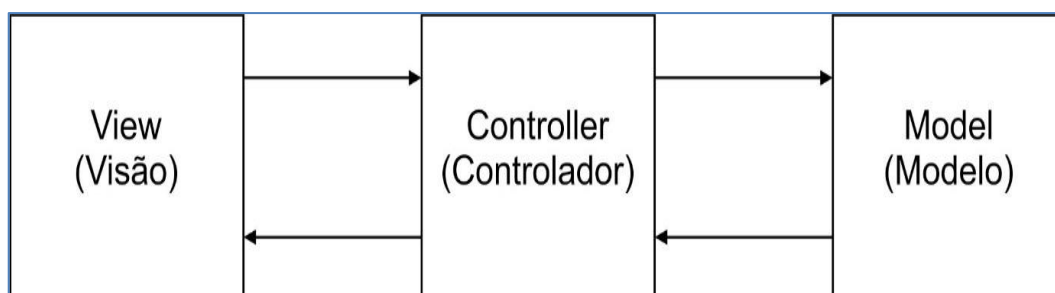 View
(Visão)
Controller
(Controlador)
Model
(Modelo)